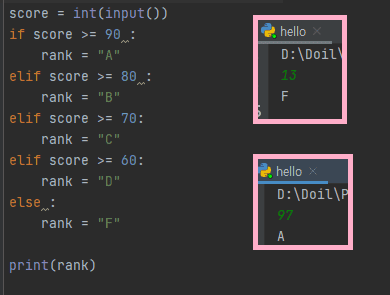 score = int(input())
if score >= 90 :
    rank = "A"
elif score >= 80 :
    rank = "B"
elif score >= 70:
    rank = "C"
elif score >= 60:
    rank = "D"
else :
    rank = "F"
print(rank)
hello ×
D:\Doil\
13
F
hello ×
D:\Doil\P
97
A